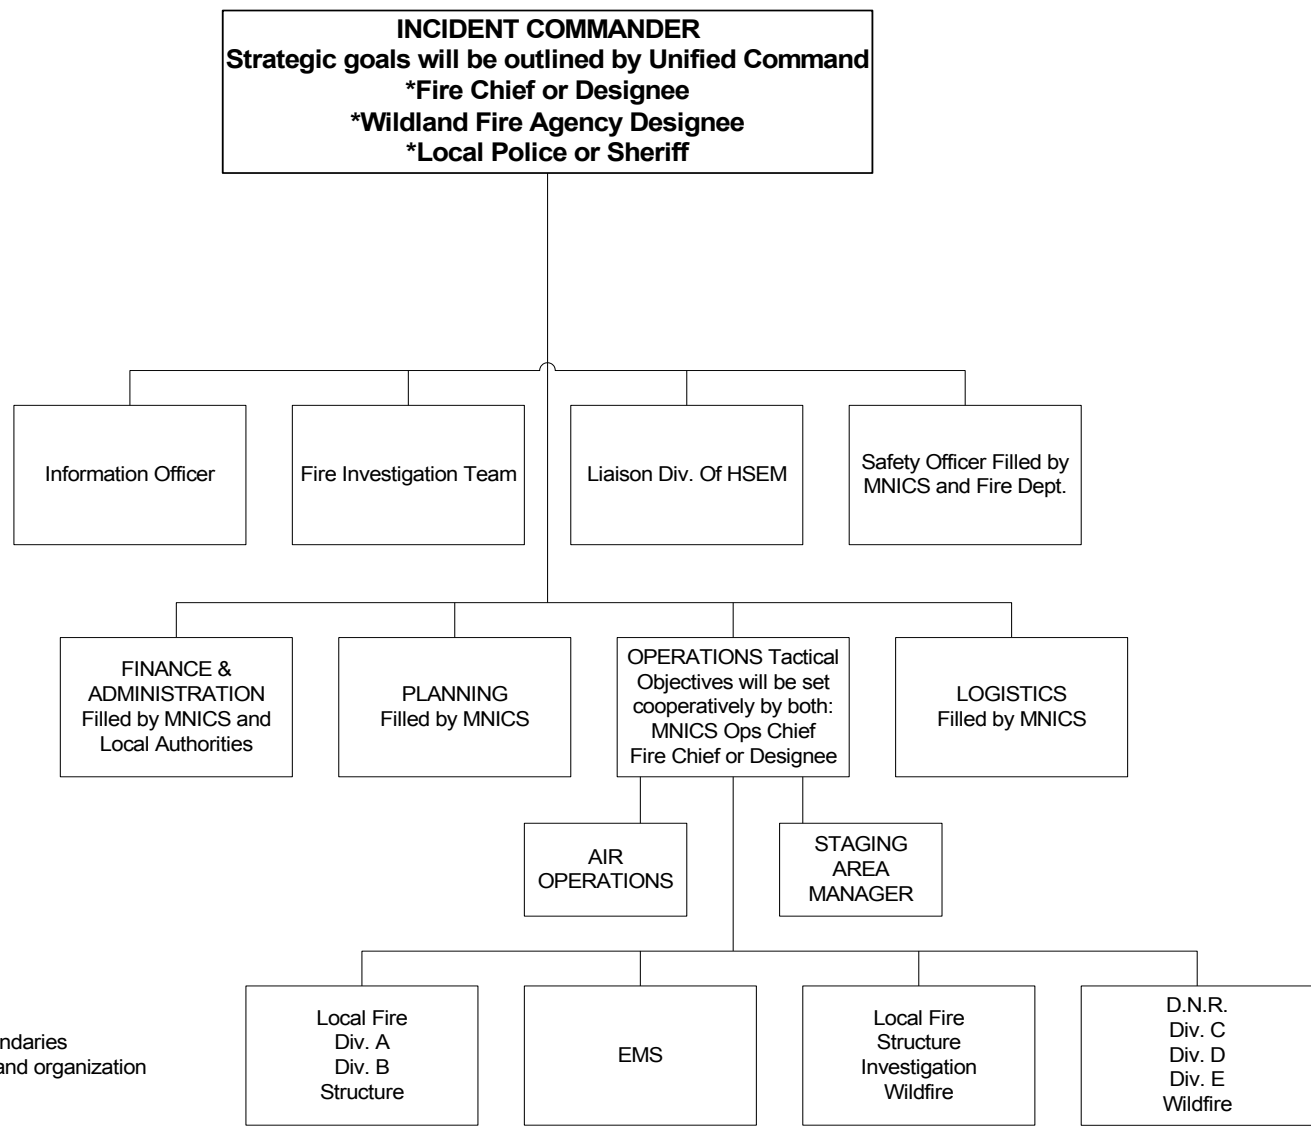 INCIDENT COMMANDER
Strategic goals will be outlined by Unified Command
*Fire Chief or Designee
*Wildland Fire Agency Designee
*Local Police or Sheriff
Information Officer
Fire Investigation Team
Liaison Div. Of HSEM
Safety Officer Filled by
MNICS and Fire Dept.
FINANCE &
ADMINISTRATION
Filled by MNICS and
Local Authorities
PLANNING
Filled by MNICS
OPERATIONS Tactical
Objectives will be set
cooperatively by both:
MNICS Ops Chief
Fire Chief or Designee
LOGISTICS
Filled by MNICS
AIR
OPERATIONS
STAGING
AREA
MANAGER
ndaries
and organization
Local Fire
Div. A
Div. B
Structure
EMS
Local Fire
Structure
Investigation
Wildfire
D.N.R.
Div. C
Div. D
Div. E
Wildfire